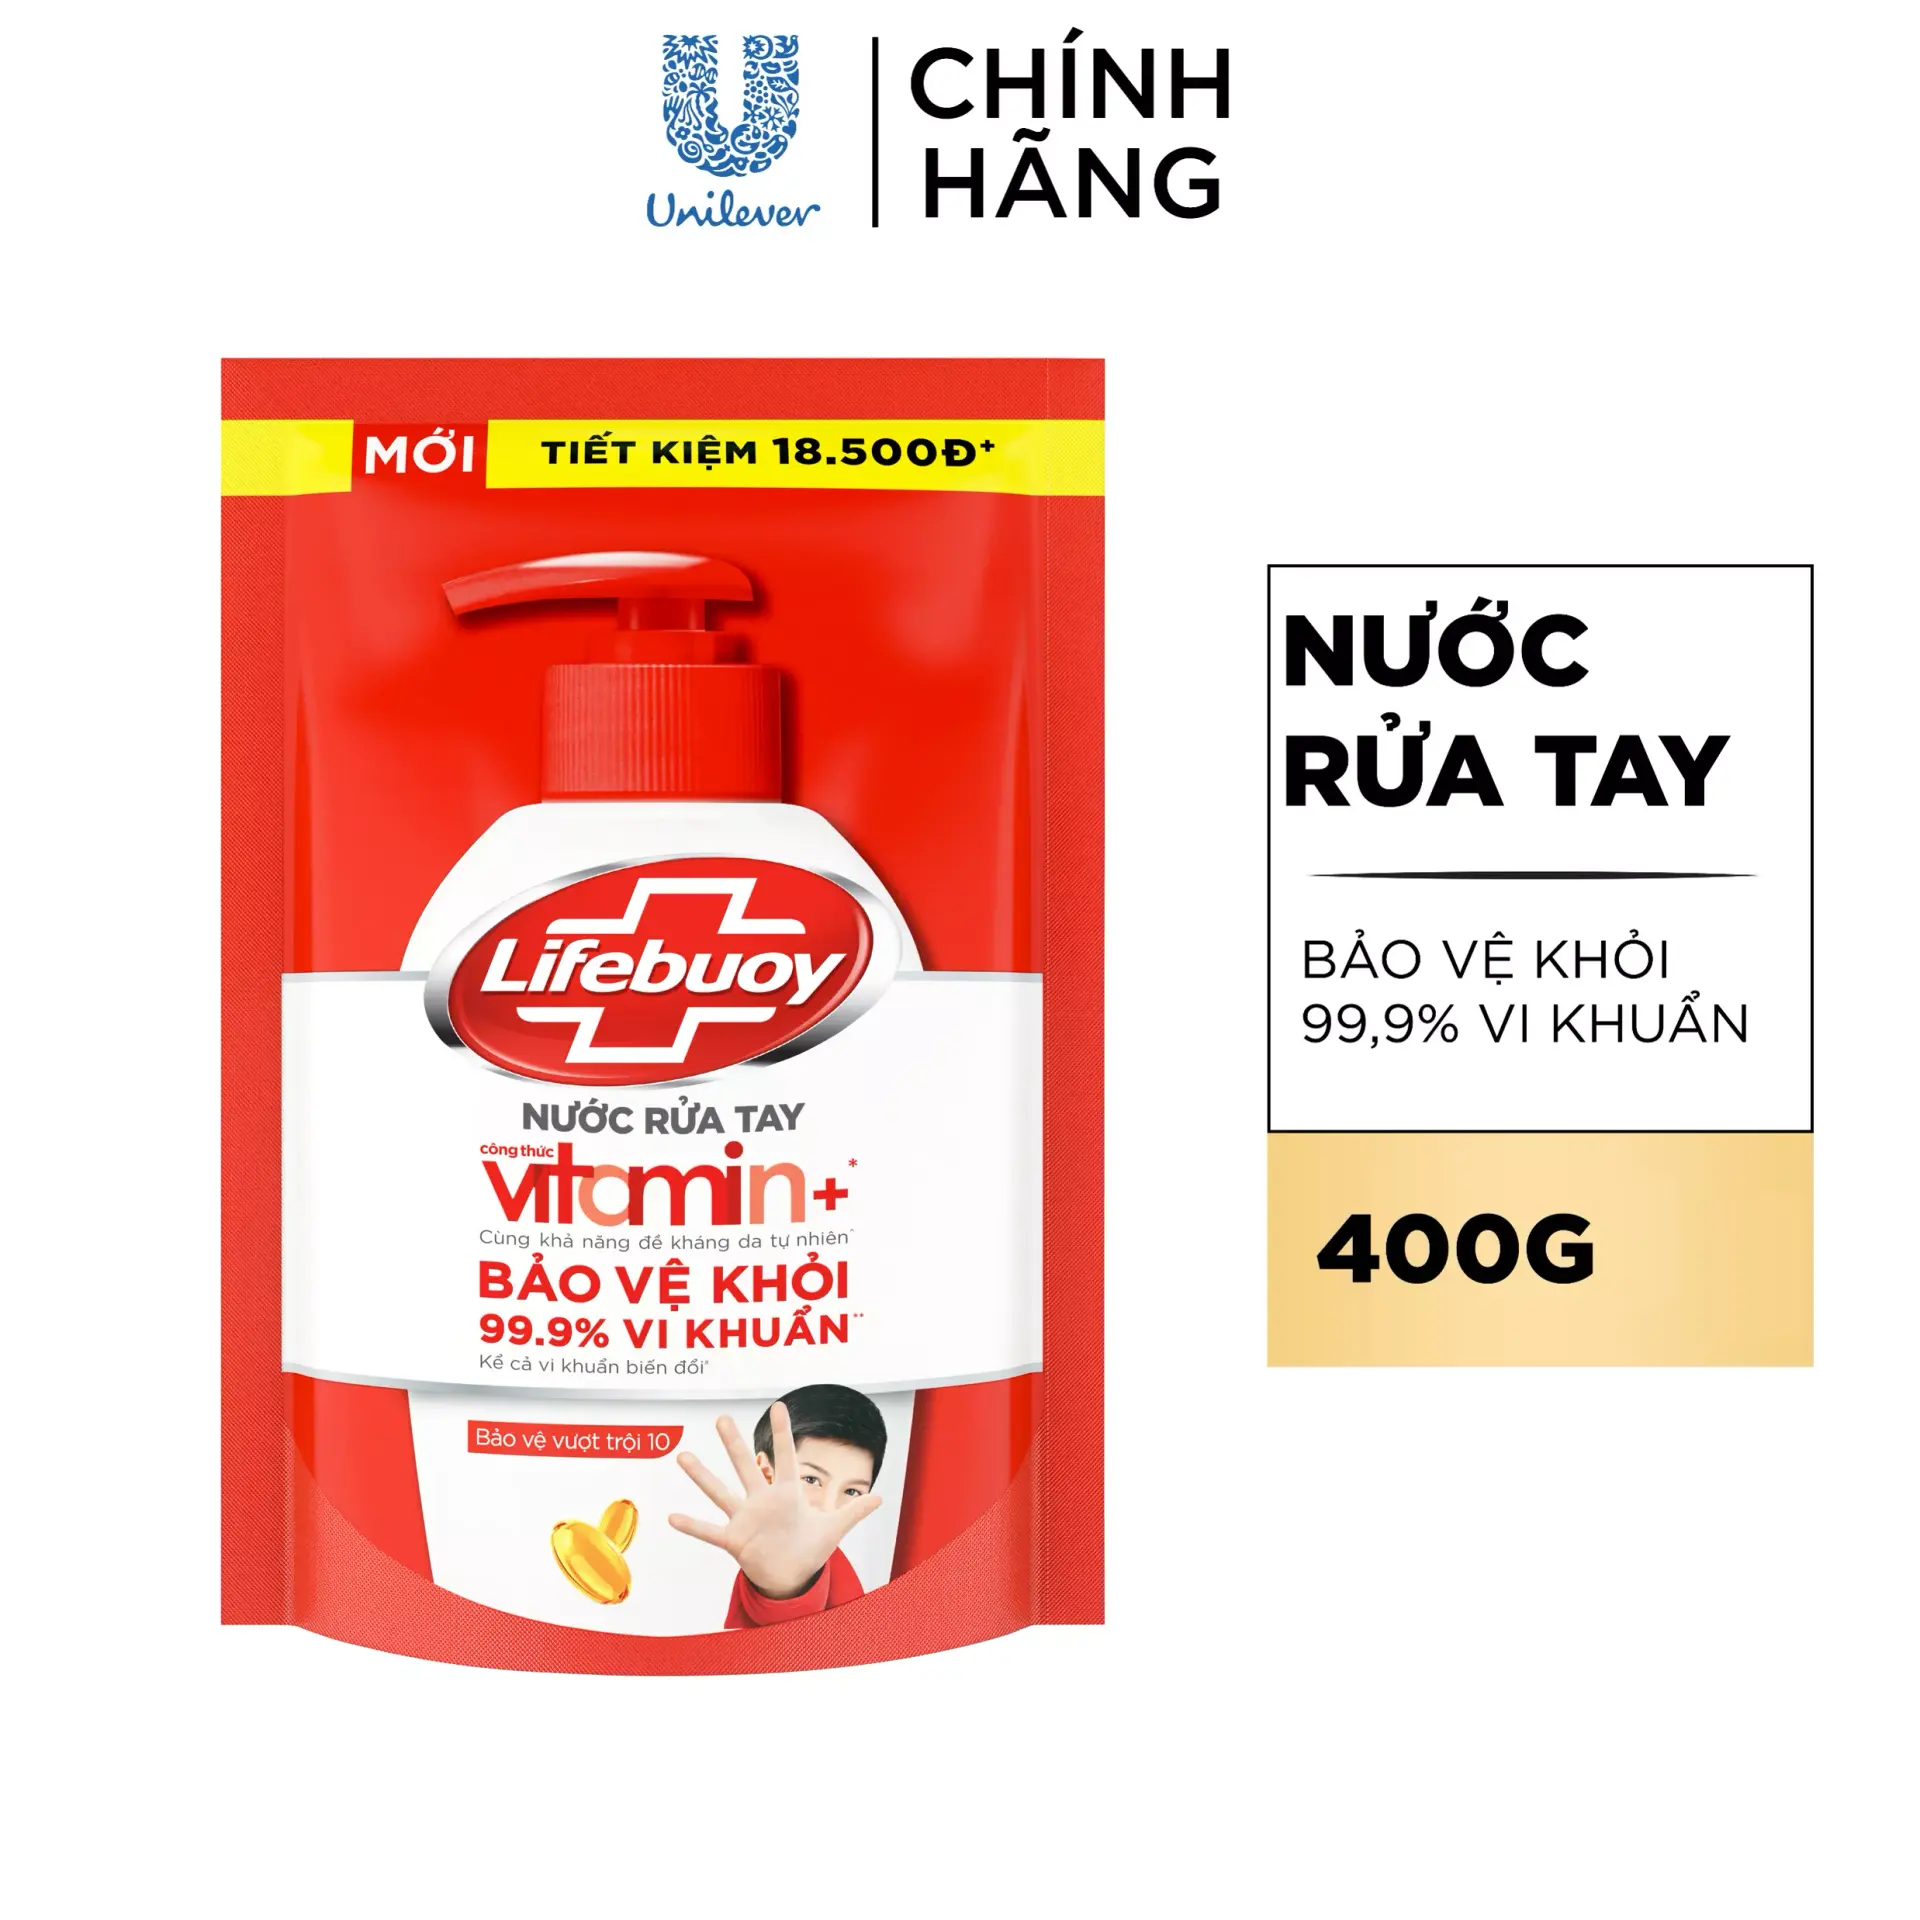 Unilever
CHÍNH
HÃNG
MỚI
TIẾT KIỆM 18.500Đ+
Lifebuoy
NƯỚC RỬA TAY
công thức
vitamin+*
Cùng khả năng đề kháng da tự nhiên^
BẢO VỆ KHỎI
99.9% VI KHUẨN**
Kể cả vi khuẩn biến đổi#
Bảo vệ vượt trội 10
NƯỚC
RỬA TAY
BẢO VỆ KHỎI
99,9% VI KHUẨN
400G